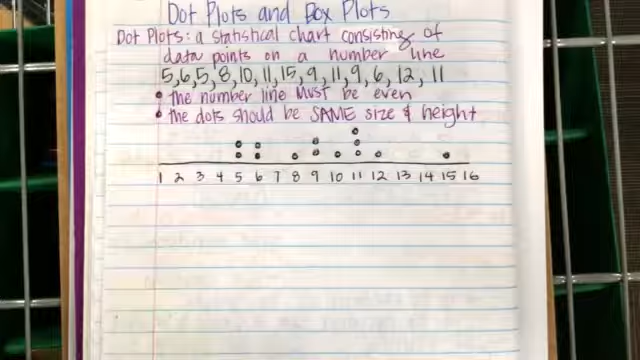 Dot Plots and Box Plots
Dot Plots: a statistical chart consisting of
data points on a number line
5,6,5,8,10,11,15,9,11,9,6,12,11
• the number line MUST be even
• the dots should be SAME size & height
1 2 3 4 5 6 7 8 9 10 11 12 13 14 15 16